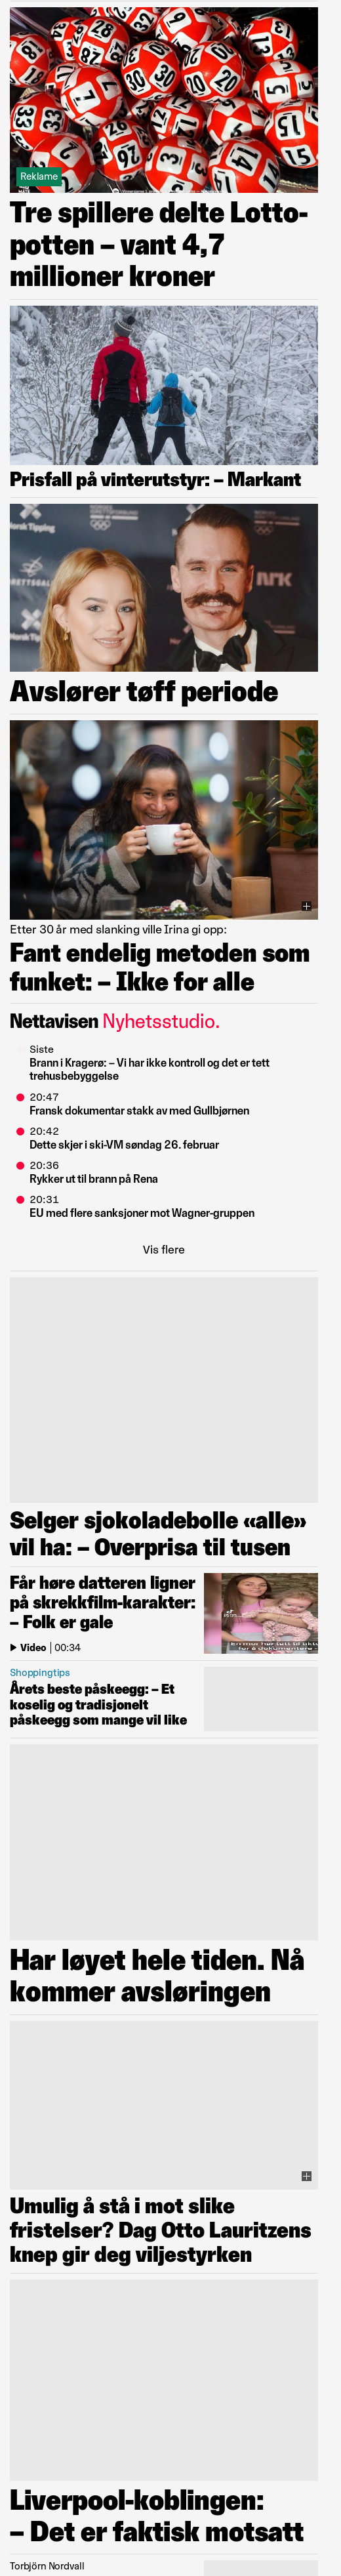 Reklame
Tre spillere delte Lotto-
potten – vant 4,7
millioner kroner
Prisfall på vinterutstyr: – Markant
Norsk Tipping
NORGES
nrk
Avslører tøff periode
Etter 30 år med slanking ville Irina gi opp:
Fant endelig metoden som
funket: – Ikke for alle
Nettavisen Nyhetsstudio.
Siste
Brann i Kragerø: – Vi har ikke kontroll og det er tett
trehusbebyggelse
20:47
Fransk dokumentar stakk av med Gullbjørnen
20:42
Dette skjer i ski-VM søndag 26. februar
20:36
Rykker ut til brann på Rena
20:31
EU med flere sanksjoner mot Wagner-gruppen
Vis flere
Selger sjokoladebolle «alle»
vil ha: – Overprisa til tusen
Får høre datteren ligner
på skrekkfilm-karakter:
– Folk er gale
Video | 00:34
Shoppingtips
Årets beste påskeegg: – Et
koselig og tradisjonelt
påskeegg som mange vil like
Har løyet hele tiden. Nå
kommer avsløringen
Umulig å stå i mot slike
fristelser? Dag Otto Lauritzens
knep gir deg viljestyrken
Liverpool-koblingen:
– Det er faktisk motsatt
Torbjörn Nordvall